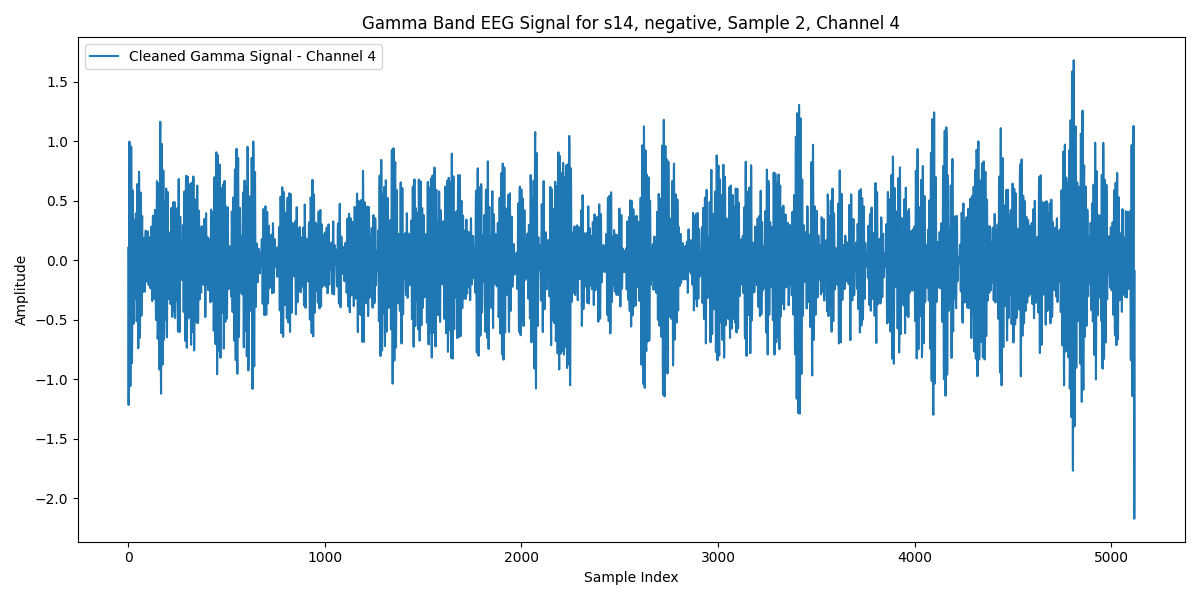 Gamma Band EEG Signal for s14, negative, Sample 2, Channel 4
Cleaned Gamma Signal - Channel 4
1.5
1.0
0.5
0.0
−0.5
−1.0
−1.5
−2.0
Amplitude
0 1000 2000 3000 4000 5000
Sample Index